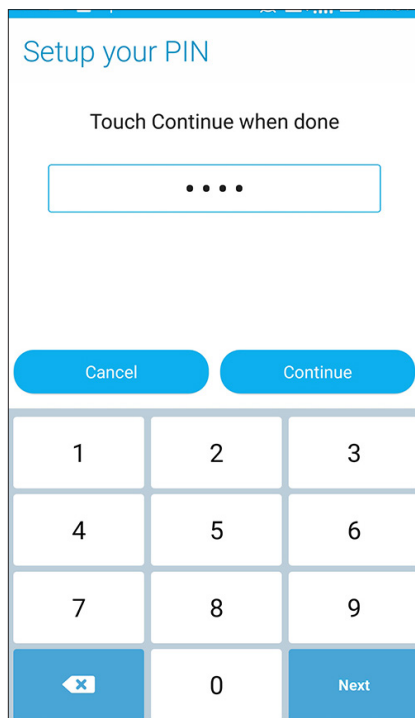 Setup your PIN
Touch Continue when done
••••
Cancel Continue
1 2 3
4 5 6
7 8 9
0 Next